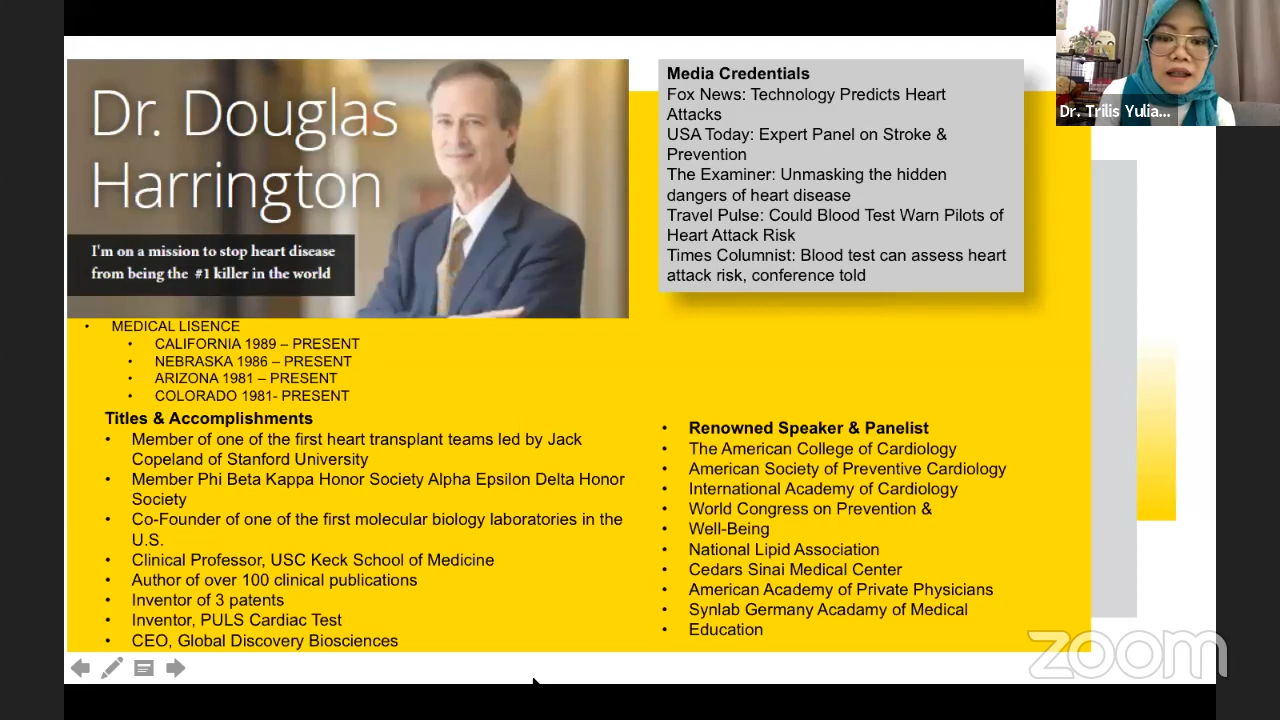 Dr. Douglas
Harrington
I'm on a mission to stop heart disease
from being the #1 killer in the world
MEDICAL LISENCE
CALIFORNIA 1989 – PRESENT
NEBRASKA 1986 – PRESENT
ARIZONA 1981 – PRESENT
COLORADO 1981- PRESENT
Titles & Accomplishments
Member of one of the first heart transplant teams led by Jack
Copeland of Stanford University
Member Phi Beta Kappa Honor Society Alpha Epsilon Delta Honor
Society
Co-Founder of one of the first molecular biology laboratories in the
U.S.
Clinical Professor, USC Keck School of Medicine
Author of over 100 clinical publications
Inventor of 3 patents
Inventor, PULS Cardiac Test
CEO, Global Discovery Biosciences
Media Credentials
Fox News: Technology Predicts Heart
Attacks
USA Today: Expert Panel on Stroke &
Prevention
The Examiner: Unmasking the hidden
dangers of heart disease
Travel Pulse: Could Blood Test Warn Pilots of
Heart Attack Risk
Times Columnist: Blood test can assess heart
attack risk, conference told
Renowned Speaker & Panelist
The American College of Cardiology
American Society of Preventive Cardiology
International Academy of Cardiology
World Congress on Prevention &
Well-Being
National Lipid Association
Cedars Sinai Medical Center
American Academy of Private Physicians
Synlab Germany Acadamy of Medical
Education
Dr. Trilis Yulia...
zoom